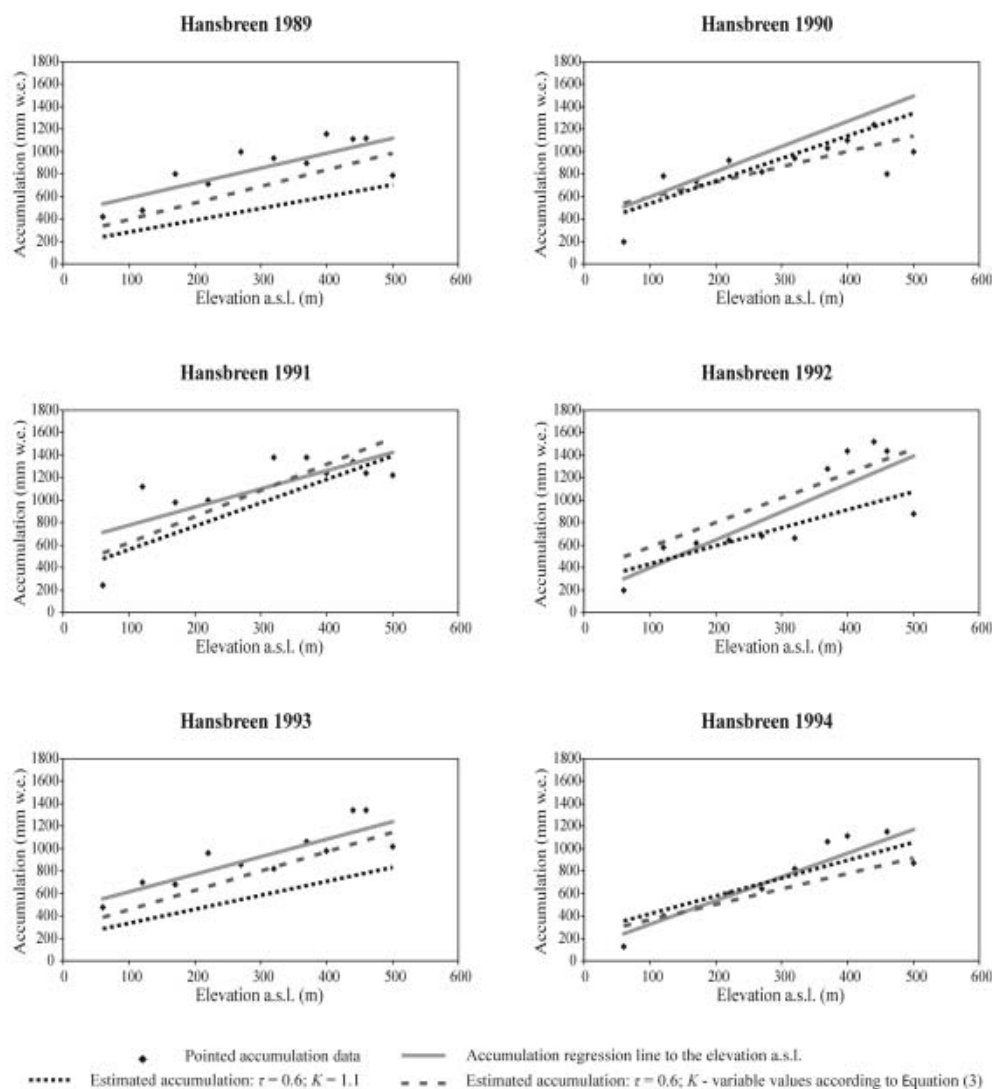 Hansbreen 1989
Accumulation (mm w.e.)
1800
1600
1400
1200
1000
800
600
400
200
0
0 100 200 300 400 500 600
Elevation a.s.l. (m)
Hansbreen 1990
Accumulation (mm w.e.)
1800
1600
1400
1200
1000
800
600
400
200
0
0 100 200 300 400 500 600
Elevation a.s.l. (m)
Hansbreen 1991
Accumulation (mm w.e.)
1800
1600
1400
1200
1000
800
600
400
200
0
0 100 200 300 400 500 600
Elevation a.s.l. (m)
Hansbreen 1992
Accumulation (mm w.e.)
1800
1600
1400
1200
1000
800
600
400
200
0
0 100 200 300 400 500 600
Elevation a.s.l. (m)
Hansbreen 1993
Accumulation (mm w.e.)
1800
1600
1400
1200
1000
800
600
400
200
0
0 100 200 300 400 500 600
Elevation a.s.l. (m)
Hansbreen 1994
Accumulation (mm w.e.)
1800
1600
1400
1200
1000
800
600
400
200
0
0 100 200 300 400 500 600
Elevation a.s.l. (m)
Pointed accumulation data
Accumulation regression line to the elevation a.s.l.
Estimated accumulation: τ = 0.6; K = 1.1
Estimated accumulation: τ = 0.6; K - variable values according to Equation (3)